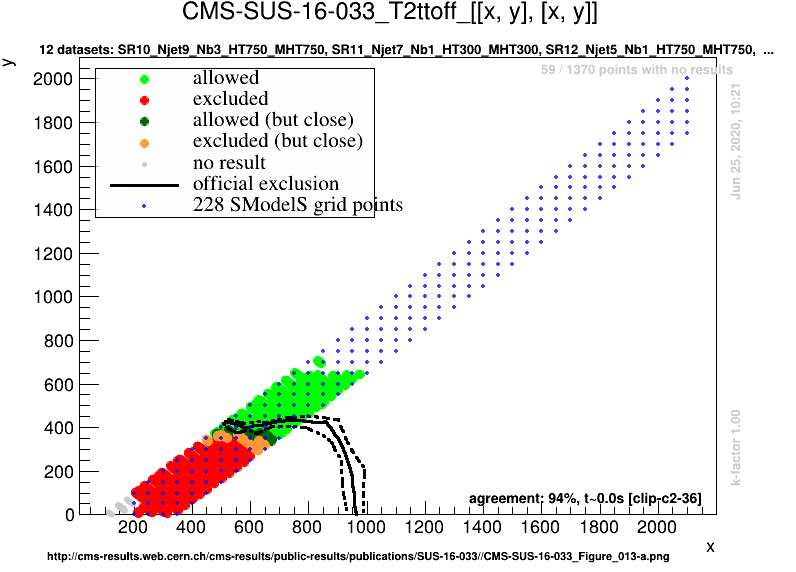 CMS-SUS-16-033_T2ttoff_[[x, y], [x, y]]
12 datasets: SR10_Njet9_Nb3_HT750_MHT750, SR11_Njet7_Nb1_HT300_MHT300, SR12_Njet5_Nb1_HT750_MHT750, ...
y
59 / 1370 points with no results
allowed
excluded
allowed (but close)
excluded (but close)
no result
official exclusion
228 SModelS grid points
Jun 25, 2020, 10:21
k-factor 1.00
2000
1800
1600
1400
1200
1000
800
600
400
200
0
agreement: 94%, t~0.0s [clip-c2-36]
200 400 600 800 1000 1200 1400 1600 1800 2000
x
http://cms-results.web.cern.ch/cms-results/public-results/publications/SUS-16-033//CMS-SUS-16-033_Figure_013-a.png